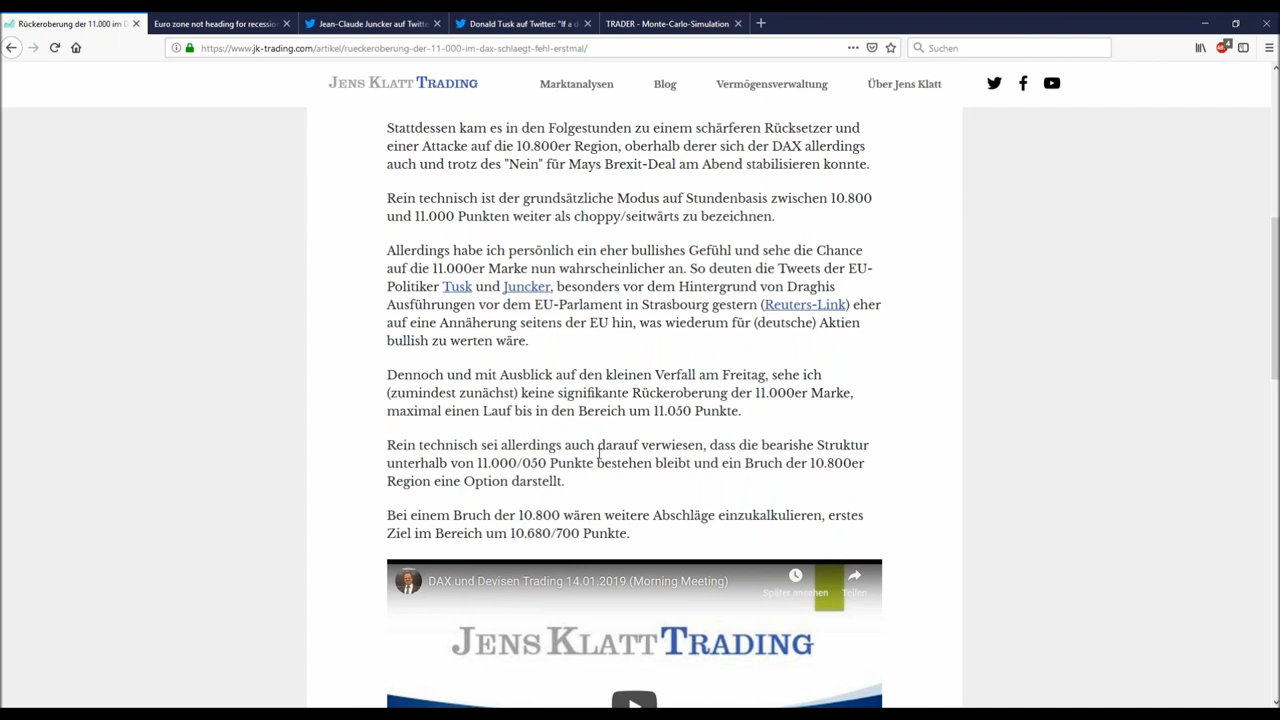 Rückeroberung der 11.000 im D
Euro zone not heading for recession
Jean-Claude Juncker auf Twitte
Donald Tusk auf Twitter: "If a d
TRADER - Monte-Carlo-Simulation
https://www.jk-trading.com/artikel/rueckeroberung-der-11-000-im-dax-schlaegt-fehl-erstmal/
Suchen
JENS KLATT TRADING
Marktanalysen
Blog
Vermögensverwaltung
Über Jens Klatt
Stattdessen kam es in den Folgestunden zu einem schärferen Rücksetzer und
einer Attacke auf die 10.800er Region, oberhalb derer sich der DAX allerdings
auch und trotz des "Nein" für Mays Brexit-Deal am Abend stabilisieren konnte.
Rein technisch ist der grundsätzliche Modus auf Stundenbasis zwischen 10.800
und 11.000 Punkten weiter als choppy/seitwärts zu bezeichnen.
Allerdings habe ich persönlich ein eher bullishes Gefühl und sehe die Chance
auf die 11.000er Marke nun wahrscheinlicher an. So deuten die Tweets der EU-
Politiker Tusk und Juncker, besonders vor dem Hintergrund von Draghis
Ausführungen vor dem EU-Parlament in Strasbourg gestern (Reuters-Link) eher
auf eine Annäherung seitens der EU hin, was wiederum für (deutsche) Aktien
bullish zu werten wäre.
Dennoch und mit Ausblick auf den kleinen Verfall am Freitag, sehe ich
(zumindest zunächst) keine signifikante Rückeroberung der 11.000er Marke,
maximal einen Lauf bis in den Bereich um 11.050 Punkte.
Rein technisch sei allerdings auch darauf verwiesen, dass die bearishe Struktur
unterhalb von 11.000/050 Punkte bestehen bleibt und ein Bruch der 10.800er
Region eine Option darstellt.
Bei einem Bruch der 10.800 wären weitere Abschläge einzukalkulieren, erstes
Ziel im Bereich um 10.680/700 Punkte.
DAX und Devisen Trading 14.01.2019 (Morning Meeting)
Später ansehen
Teilen
JENS KLATT TRADING